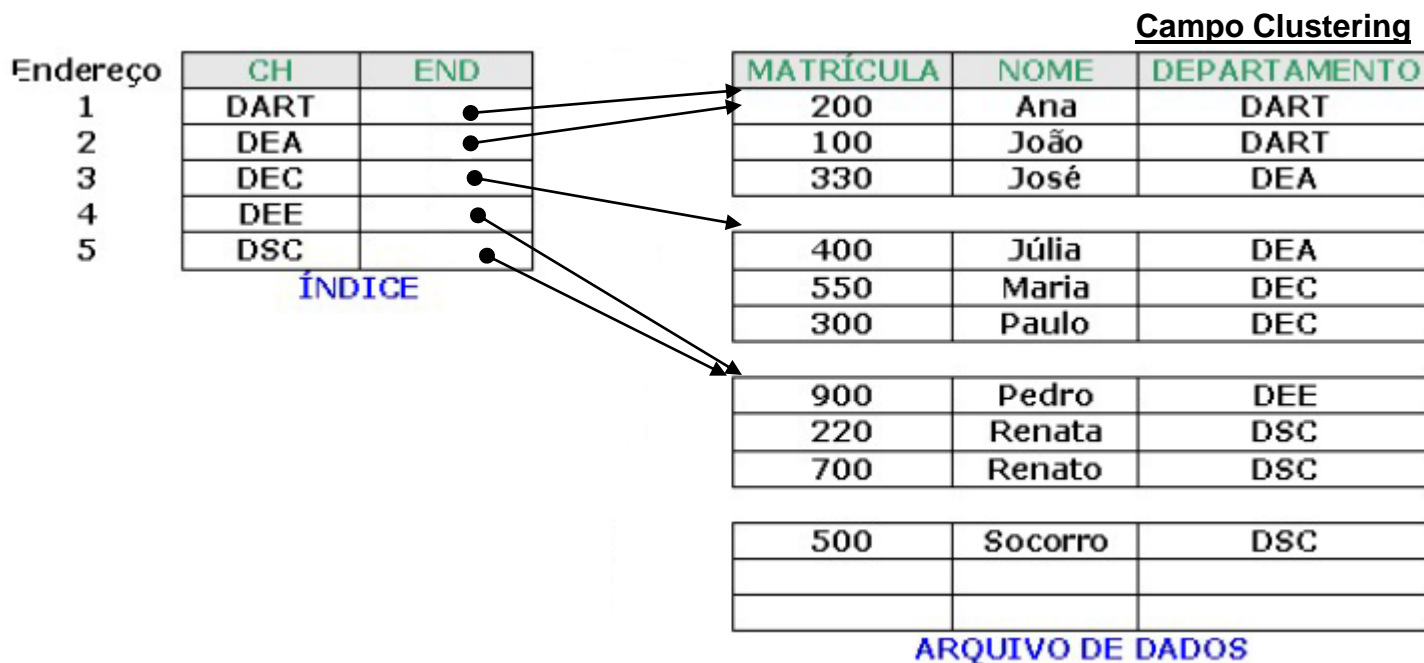 Campo Clustering
Endereço CH END
1 DART
2 DEA
3 DEC
4 DEE
5 DSC
ÍNDICE
MATRÍCULA NOME DEPARTAMENTO
200 Ana DART
100 João DART
330 José DEA
400 Júlia DEA
550 Maria DEC
300 Paulo DEC
900 Pedro DEE
220 Renata DSC
700 Renato DSC
500 Socorro DSC
ARQUIVO DE DADOS